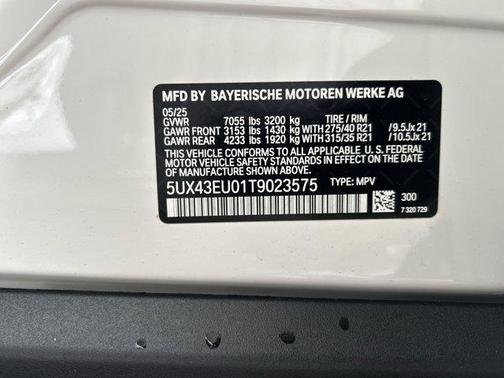 MFD BY BAYERISCHE MOTOREN WERKE AG
05/25
GVWR 7055 lbs 3200 kg TIRE / RIM
GAWR FRONT 3153 lbs 1430 kg WITH 275/40 R21 /9.5Jx21
GAWR REAR 4233 lbs 1920 kg WITH 315/35 R21 /10.5Jx 21
THIS VEHICLE CONFORMS TO ALL APPLICABLE
U.S. FEDERAL MOTOR VEHICLE SAFETY STANDARDS
IN EFFECT ON THE DATE OF MANUFACTURE SHOWN ABOVE.
5UX43EU01T9023575 TYPE: MPV
300
7 320 729